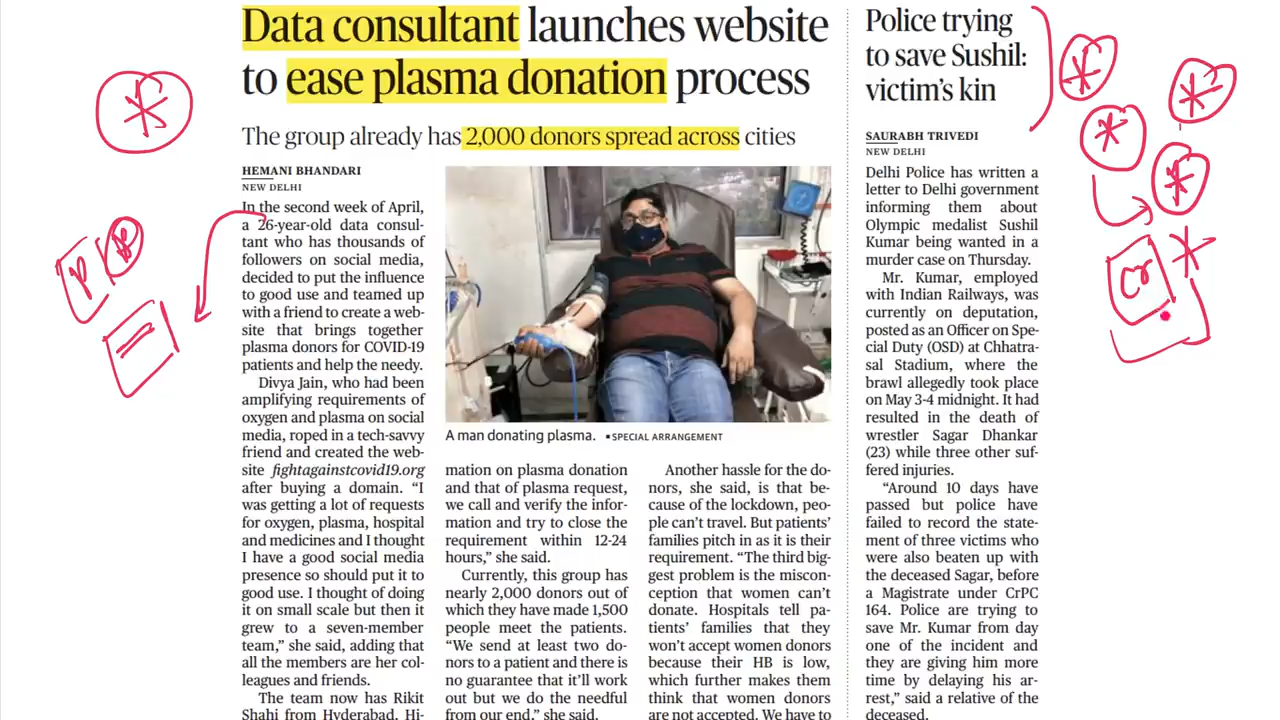 Data consultant launches website
to ease plasma donation process
The group already has 2,000 donors spread across cities
HEMANI BHANDARI
NEW DELHI
In the second week of April,
a 26-year-old data consul-
tant who has thousands of
followers on social media,
decided to put the influence
to good use and teamed up
with a friend to create a web-
site that brings together
plasma donors for COVID-19
patients and help the needy.
Divya Jain, who had been
amplifying requirements of
oxygen and plasma on social
media, roped in a tech-savvy
friend and created the web-
site fightagainstcovid19.org
after buying a domain. “I
was getting a lot of requests
for oxygen, plasma, hospital
and medicines and I thought
I have a good social media
presence so should put it to
good use. I thought of doing
it on small scale but then it
grew to a seven-member
team,” she said, adding that
all the members are her col-
leagues and friends.
The team now has Rikit
Shahi from Hyderabad, Hi-
A man donating plasma. ▪SPECIAL ARRANGEMENT
mation on plasma donation
and that of plasma request,
we call and verify the infor-
mation and try to close the
requirement within 12-24
hours,” she said.
Currently, this group has
nearly 2,000 donors out of
which they have made 1,500
people meet the patients.
“We send at least two do-
nors to a patient and there is
no guarantee that it’ll work
out but we do the needful
from our end,” she said.
Another hassle for the do-
nors, she said, is that be-
cause of the lockdown, peo-
ple can’t travel. But patients’
families pitch in as it is their
requirement. “The third big-
gest problem is the miscon-
ception that women can’t
donate. Hospitals tell pa-
tients’ families that they
won’t accept women donors
because their HB is low,
which further makes them
think that women donors
are not accepted. We have to
Police trying
to save Sushil:
victim’s kin
SAURABH TRIVEDI
NEW DELHI
Delhi Police has written a
letter to Delhi government
informing them about
Olympic medalist Sushil
Kumar being wanted in a
murder case on Thursday.
Mr. Kumar, employed
with Indian Railways, was
currently on deputation,
posted as an Officer on Spe-
cial Duty (OSD) at Chhatra-
sal Stadium, where the
brawl allegedly took place
on May 3-4 midnight. It had
resulted in the death of
wrestler Sagar Dhankar
(23) while three other suf-
fered injuries.
“Around 10 days have
passed but police have
failed to record the state-
ment of three victims who
were also beaten up with
the deceased Sagar, before
a Magistrate under CrPC
164. Police are trying to
save Mr. Kumar from day
one of the incident and
they are giving him more
time by delaying his ar-
rest,” said a relative of the
deceased.
P
Cr